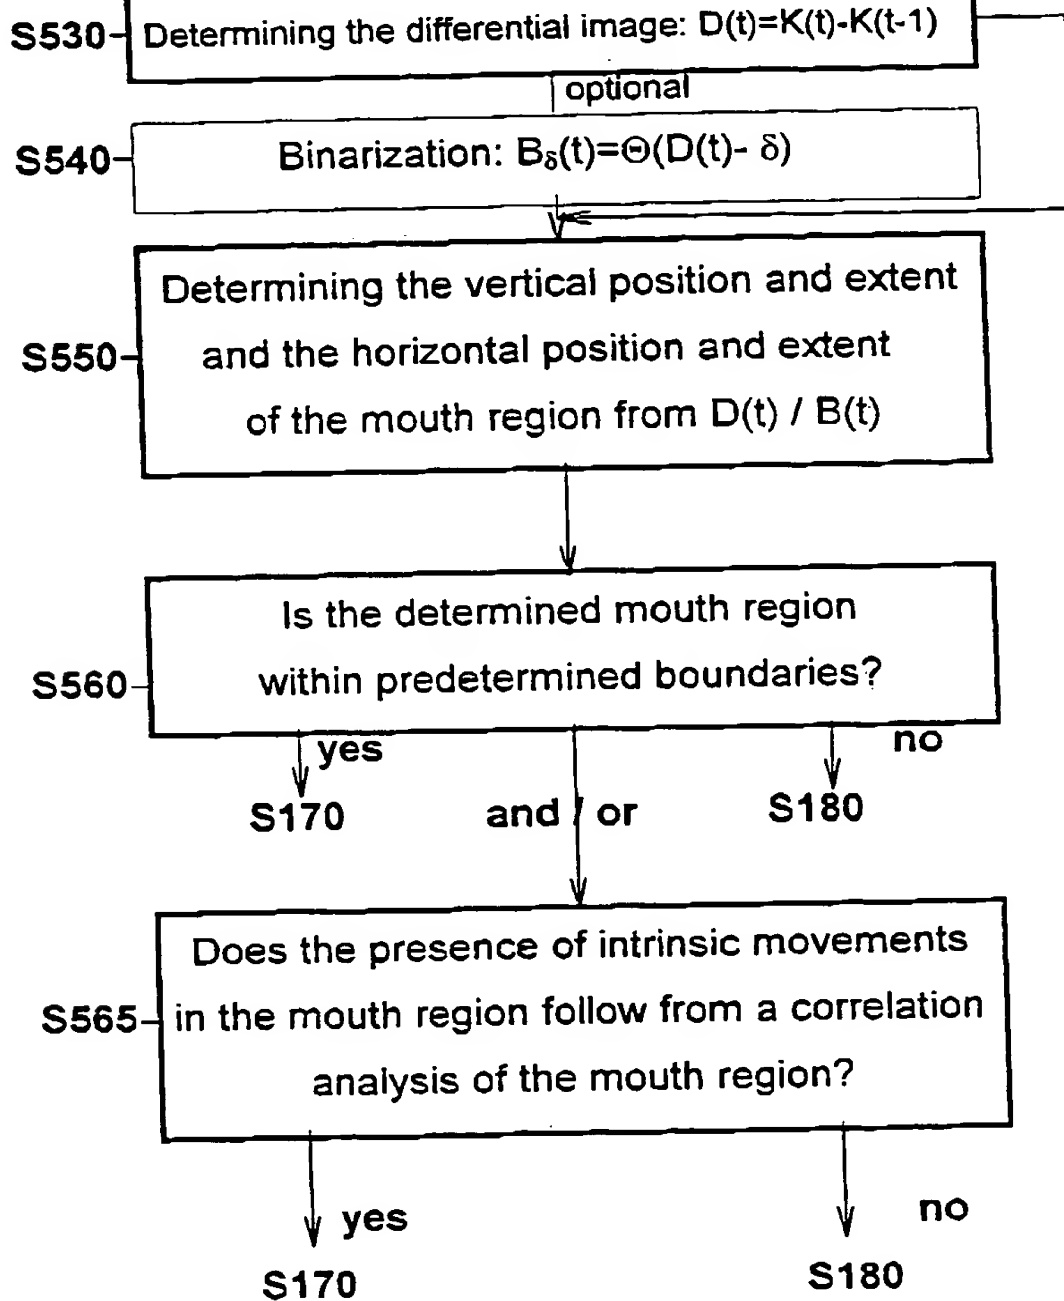 S530 Determining the differential image: D(t)=K(t)-K(t-1)
optional
S540 Binarization: Bδ(t)=Θ(D(t)- δ)
Determining the vertical position and extent
S550 and the horizontal position and extent
of the mouth region from D(t) / B(t)
Is the determined mouth region
S560 within predetermined boundaries?
yes no
S170 and / or S180
Does the presence of intrinsic movements
S565 in the mouth region follow from a correlation
analysis of the mouth region?
yes no
S170 S180